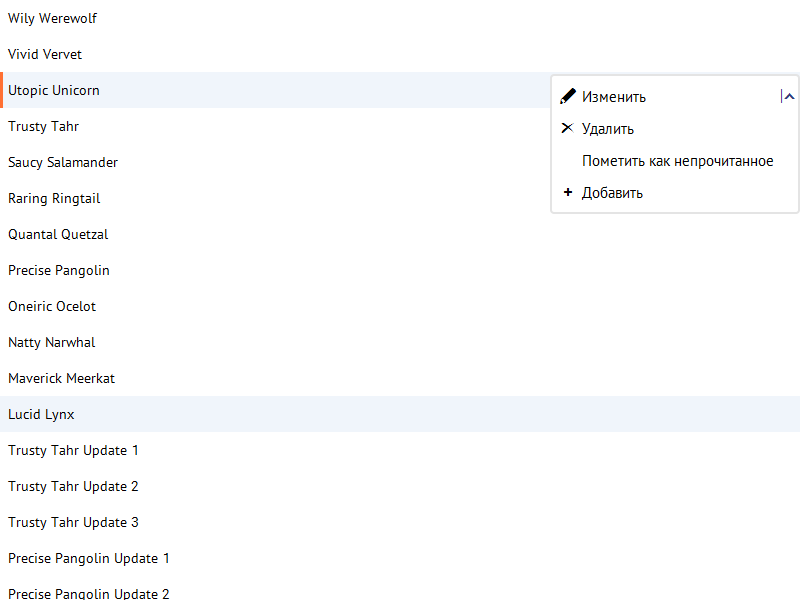 Wily Werewolf
Vivid Vervet
Utopic Unicorn
Trusty Tahr
Saucy Salamander
Raring Ringtail
Quantal Quetzal
Precise Pangolin
Oneiric Ocelot
Natty Narwhal
Maverick Meerkat
Lucid Lynx
Trusty Tahr Update 1
Trusty Tahr Update 2
Trusty Tahr Update 3
Precise Pangolin Update 1
Precise Pangolin Update 2
Изменить
Удалить
Пометить как непрочитанное
Добавить